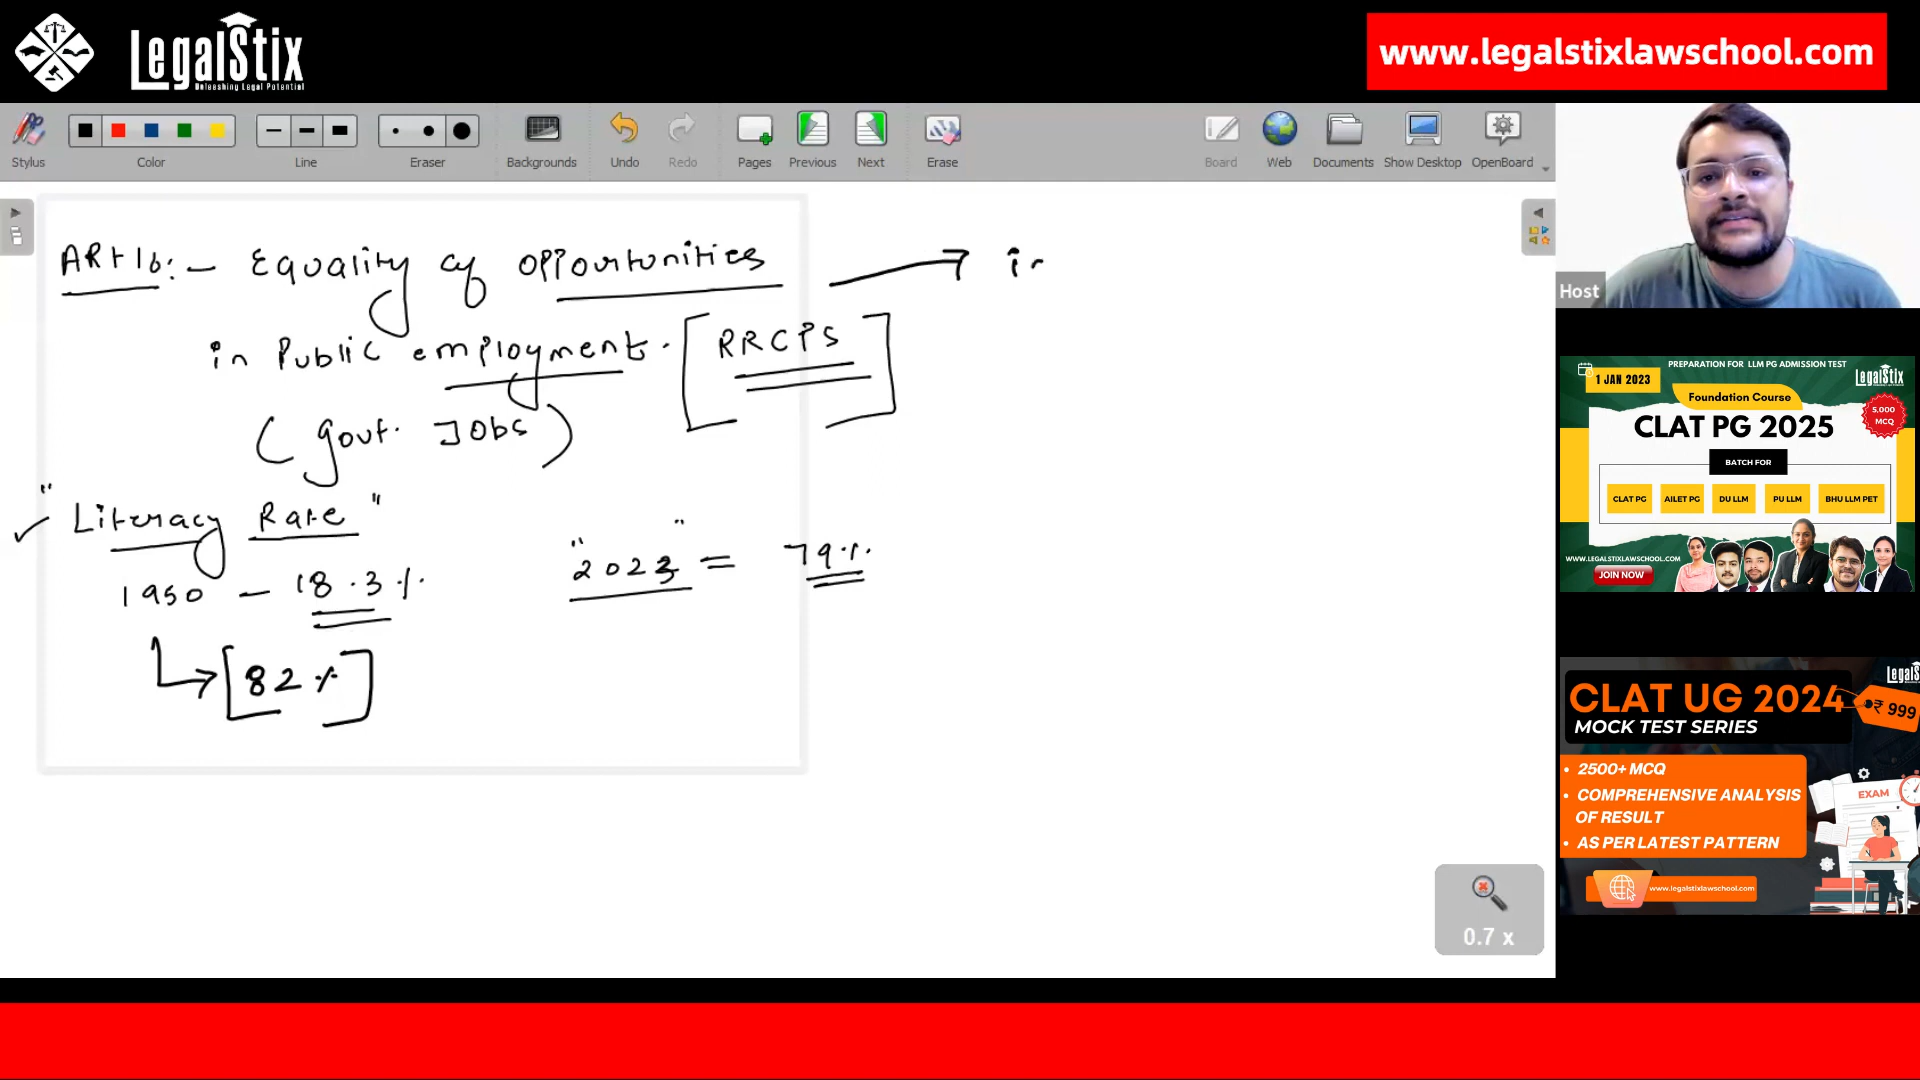 LegalStix
Unleashing Legal Potential
www.legalstixlawschool.com
Stylus
Color
Line
Eraser
Backgrounds
Undo
Redo
Pages
Previous
Next
Erase
Board
Web
Documents
Show Desktop
OpenBoard
ART 16:- Equality of Opportunities → in
in Public employment. [RRCPS]
(Govt. Jobs)
"Literacy Rate"
"2023" = 79%
1950 - 18.3%
↳ [82%]
0.7 x
Host
PREPARATION FOR LLM PG ADMISSION TEST
1 JAN 2023
LegalStix
Foundation Course
5,000 MCQ
CLAT PG 2025
BATCH FOR
CLAT PG
AILET PG
DU LLM
PU LLM
BHU LLM PET
WWW.LEGALSTIXLAWSCHOOL.COM
JOIN NOW
CLAT UG 2024
₹ 999
MOCK TEST SERIES
• 2500+ MCQ
• COMPREHENSIVE ANALYSIS
OF RESULT
• AS PER LATEST PATTERN
EXAM
www.legalstixlawschool.com